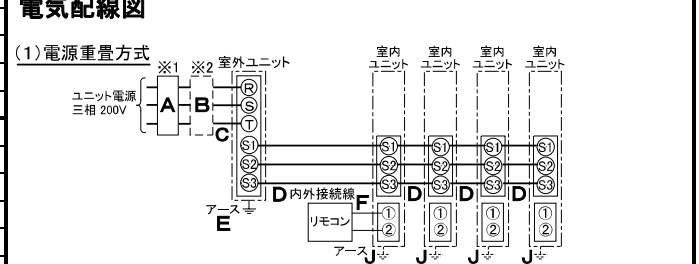 電気配線図
(1)電源重畳方式
※1 ※2 室外ユニット
室内ユニット 室内ユニット 室内ユニット 室内ユニット
ユニット電源
三相 200V
A B C
R
S
T
S1 S1 S1 S1 S1
S2 S2 S2 S2 S2
S3 S3 S3 S3 S3
D 内外接続線 D D D
アース
E
F
リモコン
① ① ① ①
② ② ② ②
アース J J J J